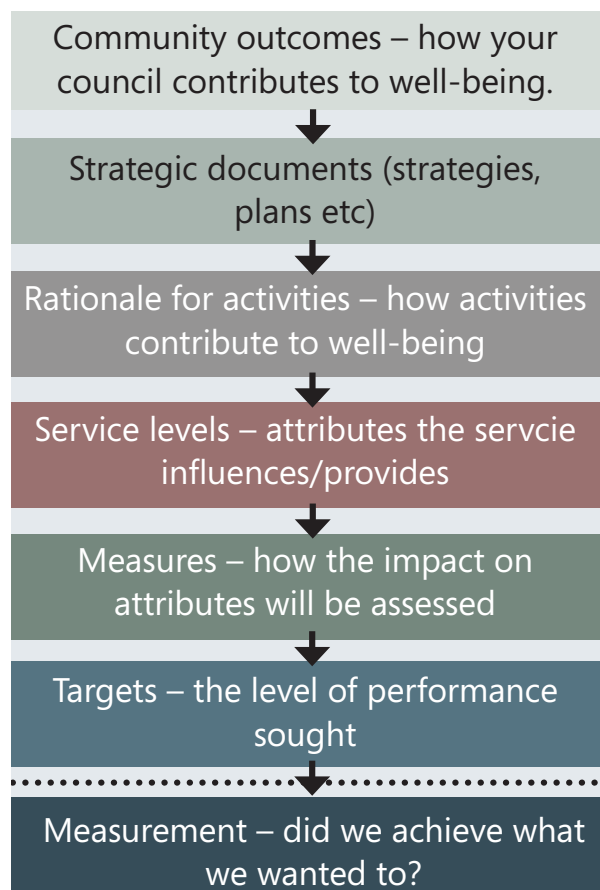 Community outcomes – how your
council contributes to well-being.
Strategic documents (strategies,
plans etc)
Rationale for activities – how activities
contribute to well-being
Service levels – attributes the servcie
influences/provides
Measures – how the impact on
attributes will be assessed
Targets – the level of performance
sought
Measurement – did we achieve what
we wanted to?